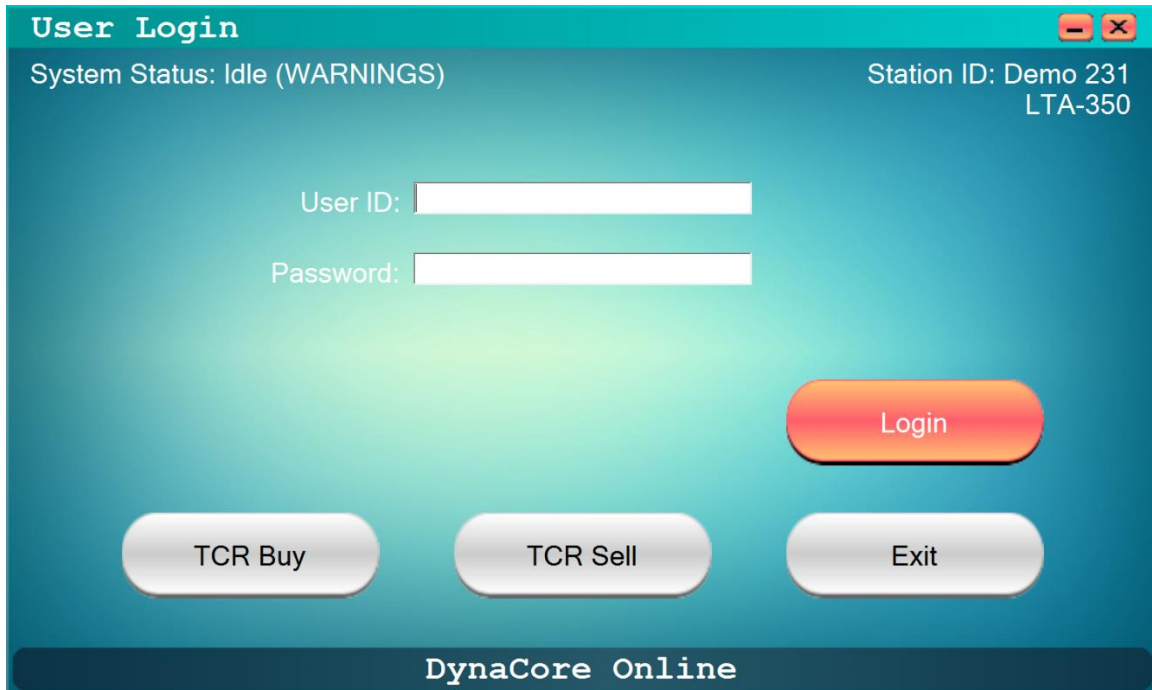 User Login
System Status: Idle (WARNINGS)
Station ID: Demo 231
LTA-350
User ID:
Password:
Login
TCR Buy
TCR Sell
Exit
DynaCore Online